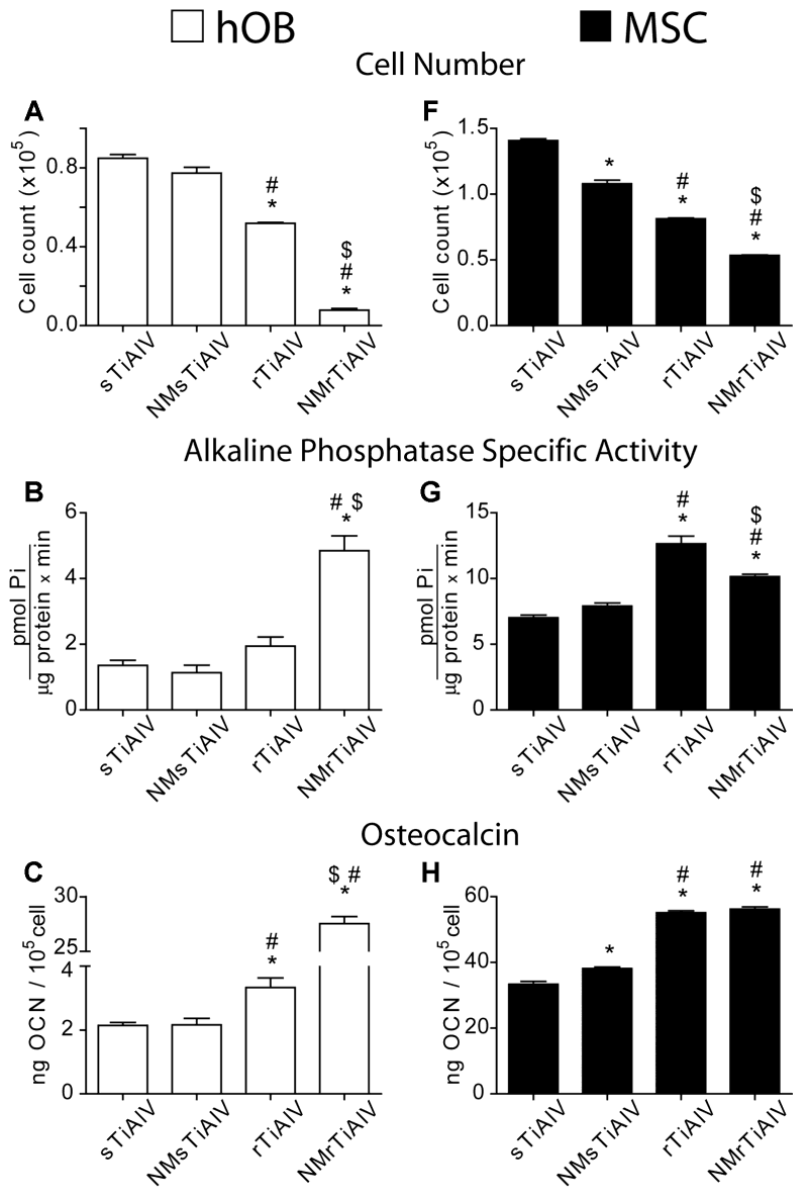 hOB
MSC
Cell Number
A
Cell count (x10⁵)
0.8
0.4
0.0
#
*
$
#
*
sTiAlV
NMsTiAlV
rTiAlV
NMrTiAlV
F
Cell count (x10⁵)
1.5
1.0
0.5
0.0
*
#
*
$
#
*
sTiAlV
NMsTiAlV
rTiAlV
NMrTiAlV
Alkaline Phosphatase Specific Activity
B
pmol Pi
µg protein x min
6
4
2
0
# $
*
sTiAlV
NMsTiAlV
rTiAlV
NMrTiAlV
G
pmol Pi
µg protein x min
15
10
5
0
#
*
$
#
*
sTiAlV
NMsTiAlV
rTiAlV
NMrTiAlV
Osteocalcin
C
ng OCN / 10⁵ cell
30
25
4
2
0
#
*
$ #
*
sTiAlV
NMsTiAlV
rTiAlV
NMrTiAlV
H
ng OCN / 10⁵ cell
60
40
20
0
*
#
*
#
*
sTiAlV
NMsTiAlV
rTiAlV
NMrTiAlV